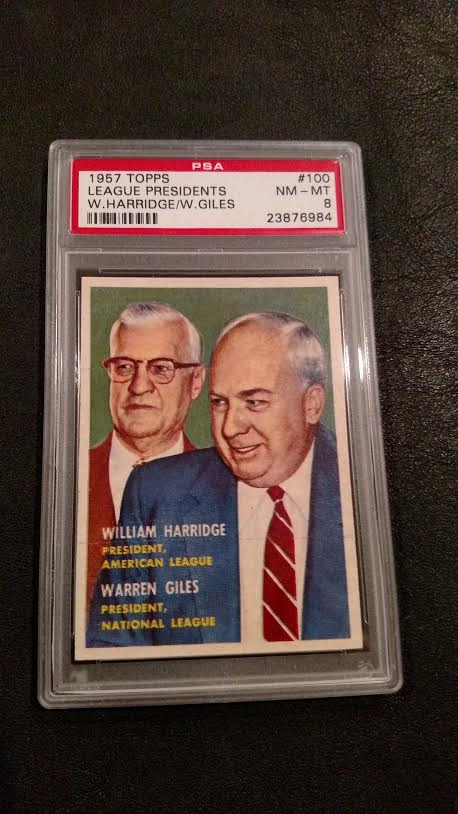 PSA
1957 TOPPS #100
LEAGUE PRESIDENTS NM - MT
W.HARRIDGE/W.GILES 8
23876984
WILLIAM HARRIDGE
PRESIDENT,
AMERICAN LEAGUE
WARREN GILES
PRESIDENT,
NATIONAL LEAGUE